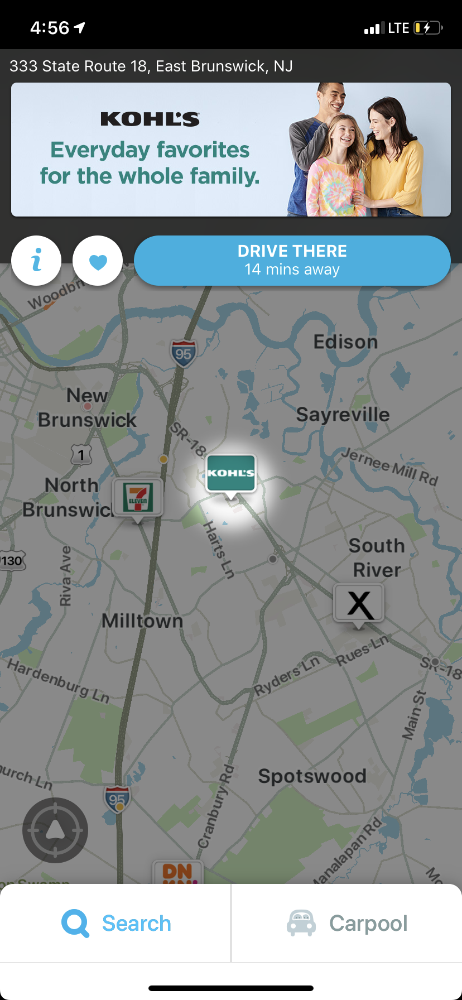 4:56
LTE
333 State Route 18, East Brunswick, NJ
KOHL'S
Everyday favorites
for the whole family.
i
DRIVE THERE
14 mins away
Edison
95
New
Brunswick
Sayreville
SR-18
1
Jernee Mill Rd
KOHL'S
North
7
ELEVEN
Harts Ln
South
River
130
Riva Ave
X
Milltown
Rues Ln
Ryders Ln
SR-18
Hardenburg Ln
Main St
Spotswood
95
Cranbury Rd
DN
Search
Carpool